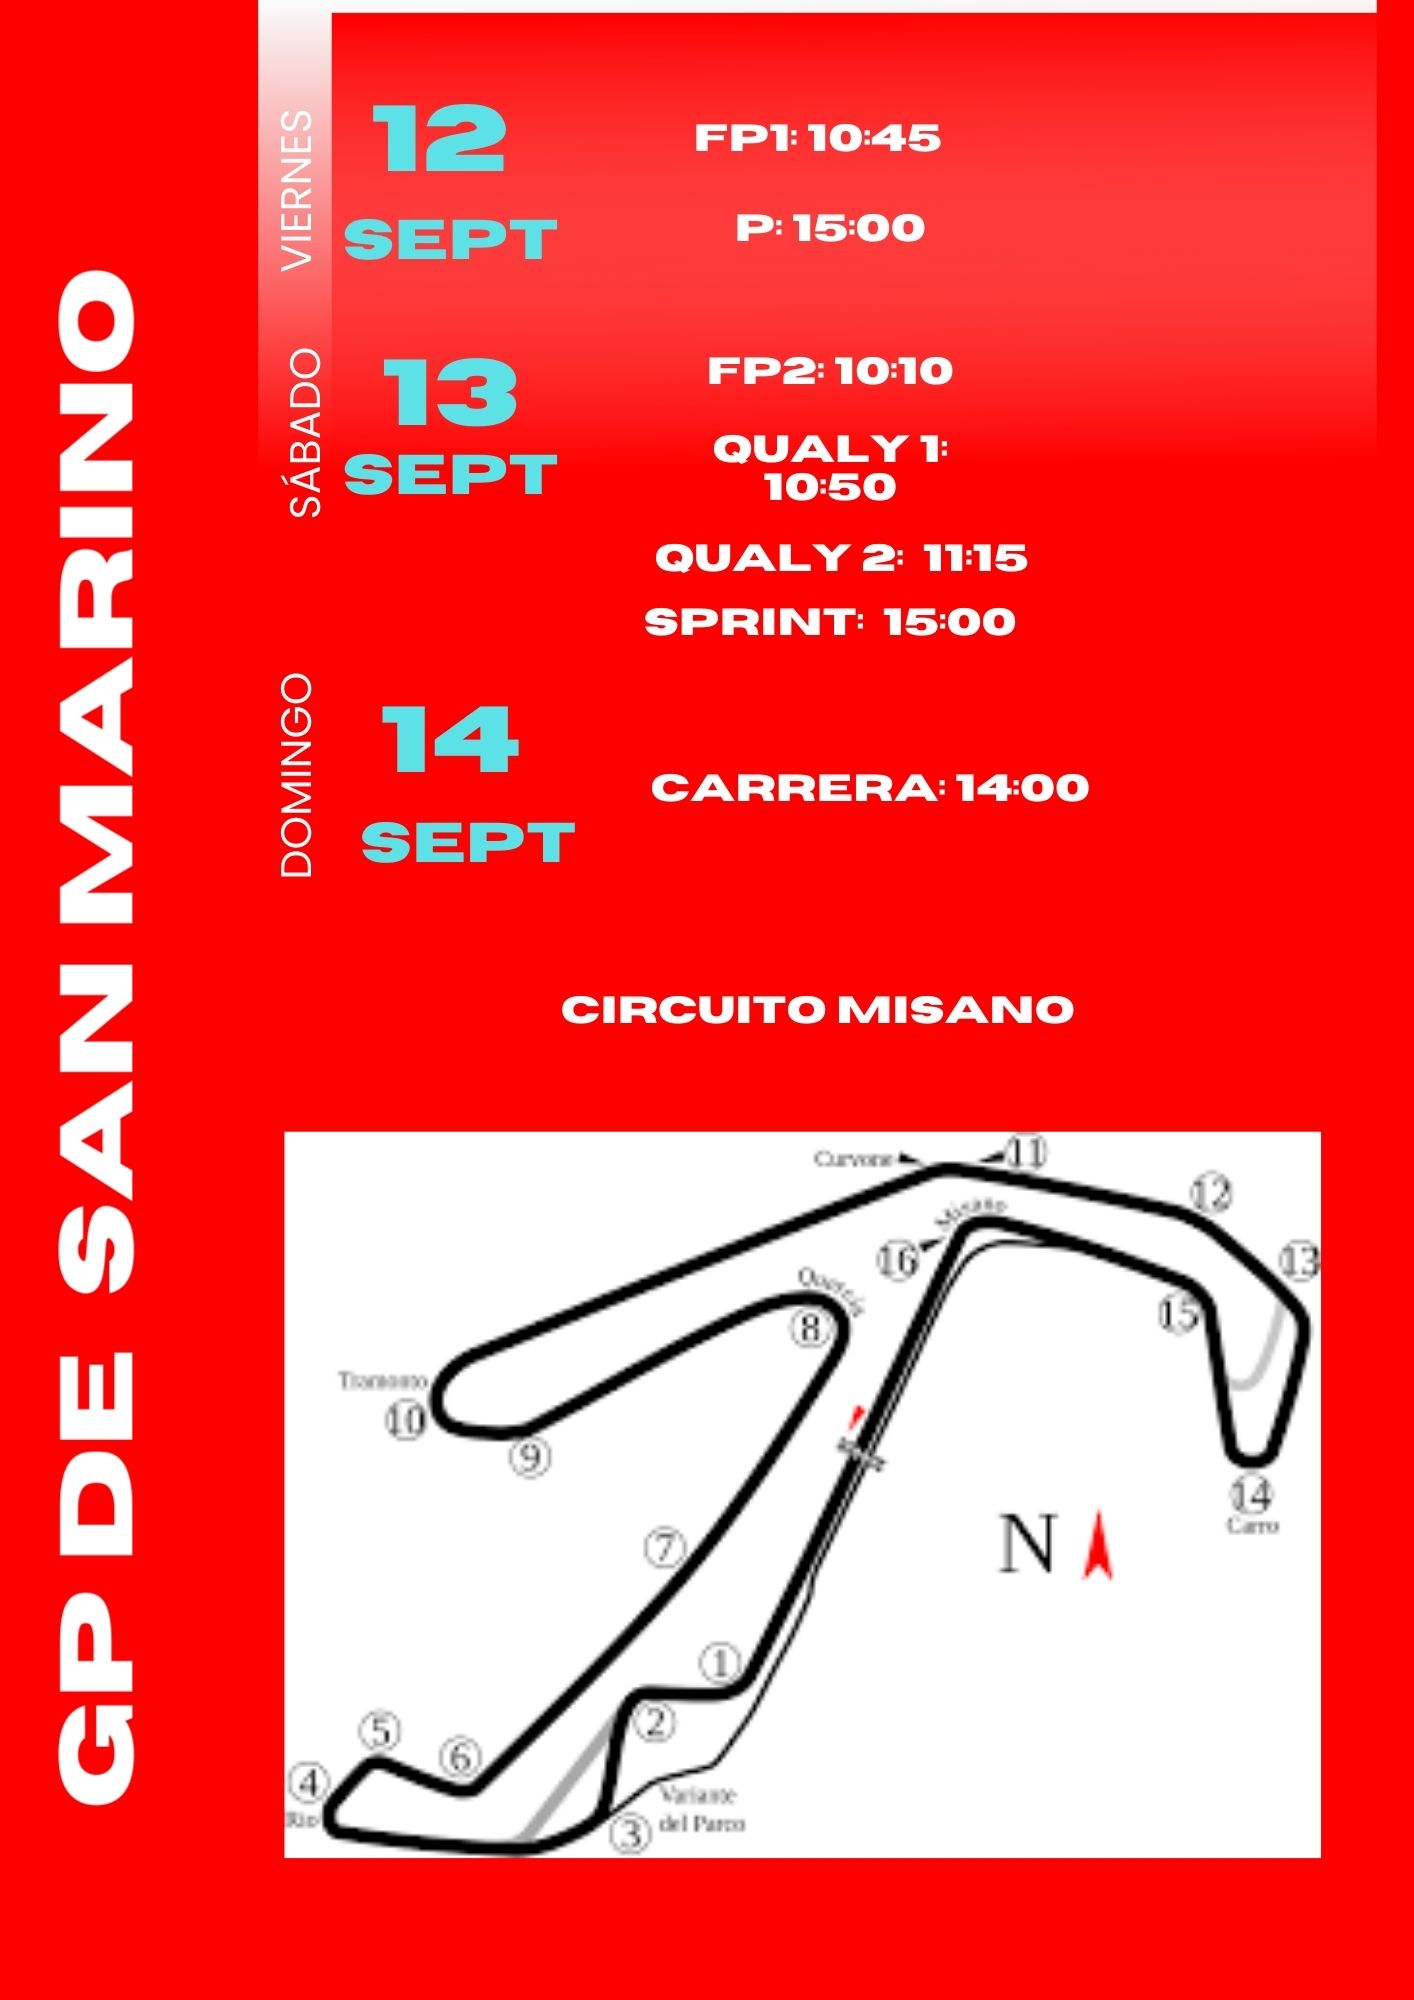 GP DE SAN MARINO
VIERNES
12
SEPT
FP1: 10:45
P: 15:00
SÁBADO
13
SEPT
FP2: 10:10
QUALY 1:
10:50
QUALY 2: 11:15
SPRINT: 15:00
DOMINGO
14
SEPT
CARRERA: 14:00
CIRCUITO MISANO
Curvone
11
12
Misano
16
13
Quercia
15
8
Tramonto
10
9
14
Carro
7
N
1
2
5
6
4
Rio
Variante
del Parco
3